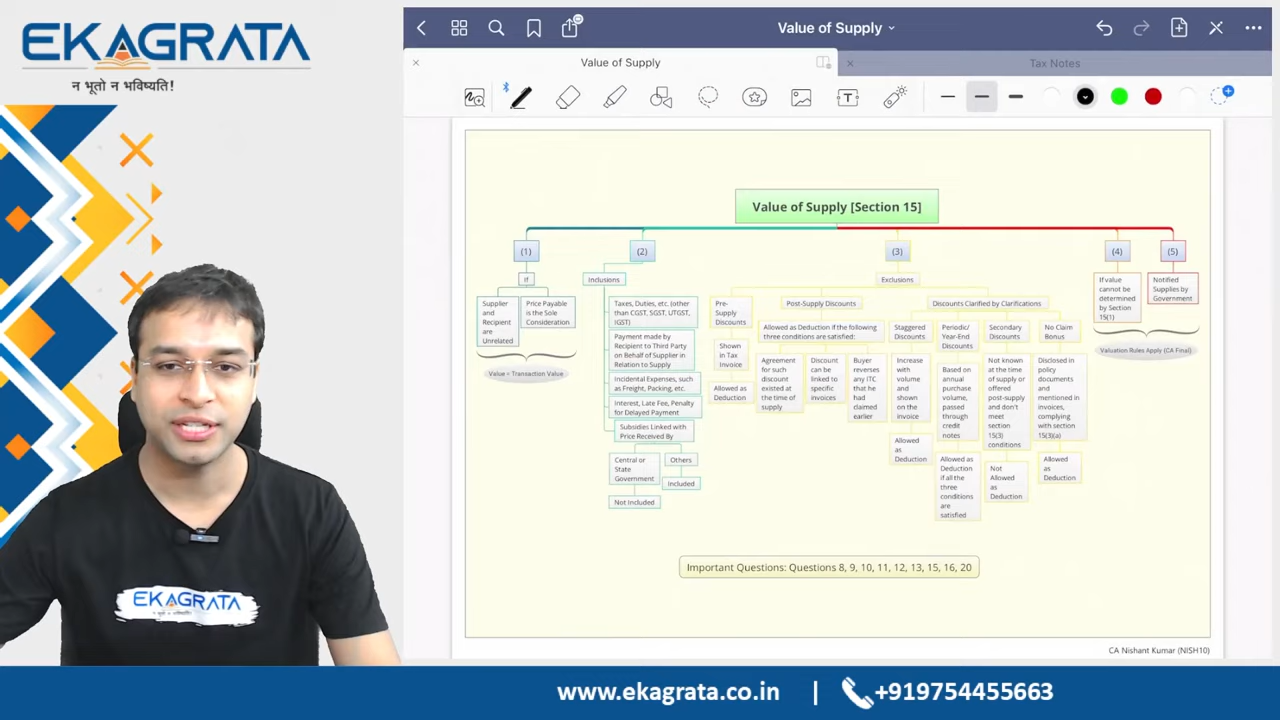 EKAGRATA
न भूतो न भविष्यति!
Value of Supply
Value of Supply
Tax Notes
Value of Supply [Section 15]
(1)
(2)
(3)
(4)
(5)
If
Supplier
and
Recipient
are
Unrelated
Price Payable
is the Sole
Consideration
Value = Transaction Value
Inclusions
Taxes, Duties, etc. (other
than CGST, SGST, UTGST,
IGST)
Payment made by
Recipient to Third Party
on Behalf of Supplier in
Relation to Supply
Incidental Expenses, such
as Freight, Packing, etc.
Interest, Late Fee, Penalty
for Delayed Payment
Subsidies Linked with
Price Received By
Central or
State
Government
Not Included
Others
Included
Exclusions
Pre-
Supply
Discounts
Shown
in Tax
Invoice
Allowed as
Deduction
Post-Supply Discounts
Allowed as Deduction if the following
three conditions are satisfied:
Agreement
for such
discount
existed at
the time of
supply
Discount
can be
linked to
specific
invoices
Buyer
reverses
any ITC
that he
had
claimed
earlier
Discounts Clarified by Clarifications
Staggered
Discounts
Increase
with
volume
and
shown
on the
invoice
Allowed
as
Deduction
Periodic/
Year-End
Discounts
Based on
annual
purchase
volume,
passed
through
credit
notes
Allowed as
Deduction
if all the
three
conditions
are
satisfied
Secondary
Discounts
Not known
at the time
of supply or
offered
post-supply
and don't
meet
section
15(3)
conditions
Not
Allowed
as
Deduction
No Claim
Bonus
Disclosed in
policy
documents
and
mentioned in
invoices,
complying
with section
15(3)(a)
Allowed
as
Deduction
If value
cannot be
determined
by Section
15(1)
Notified
Supplies by
Government
Valuation Rules Apply (CA Final)
Important Questions: Questions 8, 9, 10, 11, 12, 13, 15, 16, 20
CA Nishant Kumar (NISH10)
EKAGRATA
www.ekagrata.co.in | +919754455663